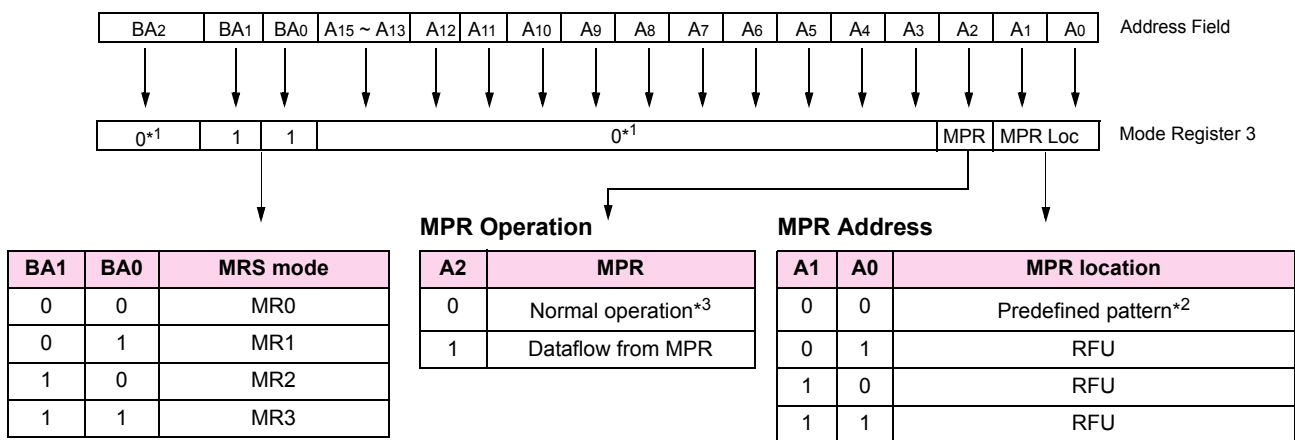 BA2 BA1 BA0 A15 ~ A13 A12 A11 A10 A9 A8 A7 A6 A5 A4 A3 A2 A1 A0 Address Field
0*1 1 1 0*1 MPR MPR Loc Mode Register 3
MPR Operation MPR Address
BA1 BA0 MRS mode A2 MPR A1 A0 MPR location
0 0 MR0 0 Normal operation*3 0 0 Predefined pattern*2
0 1 MR1 1 Dataflow from MPR 0 1 RFU
1 0 MR2 1 0 RFU
1 1 MR3 1 1 RFU